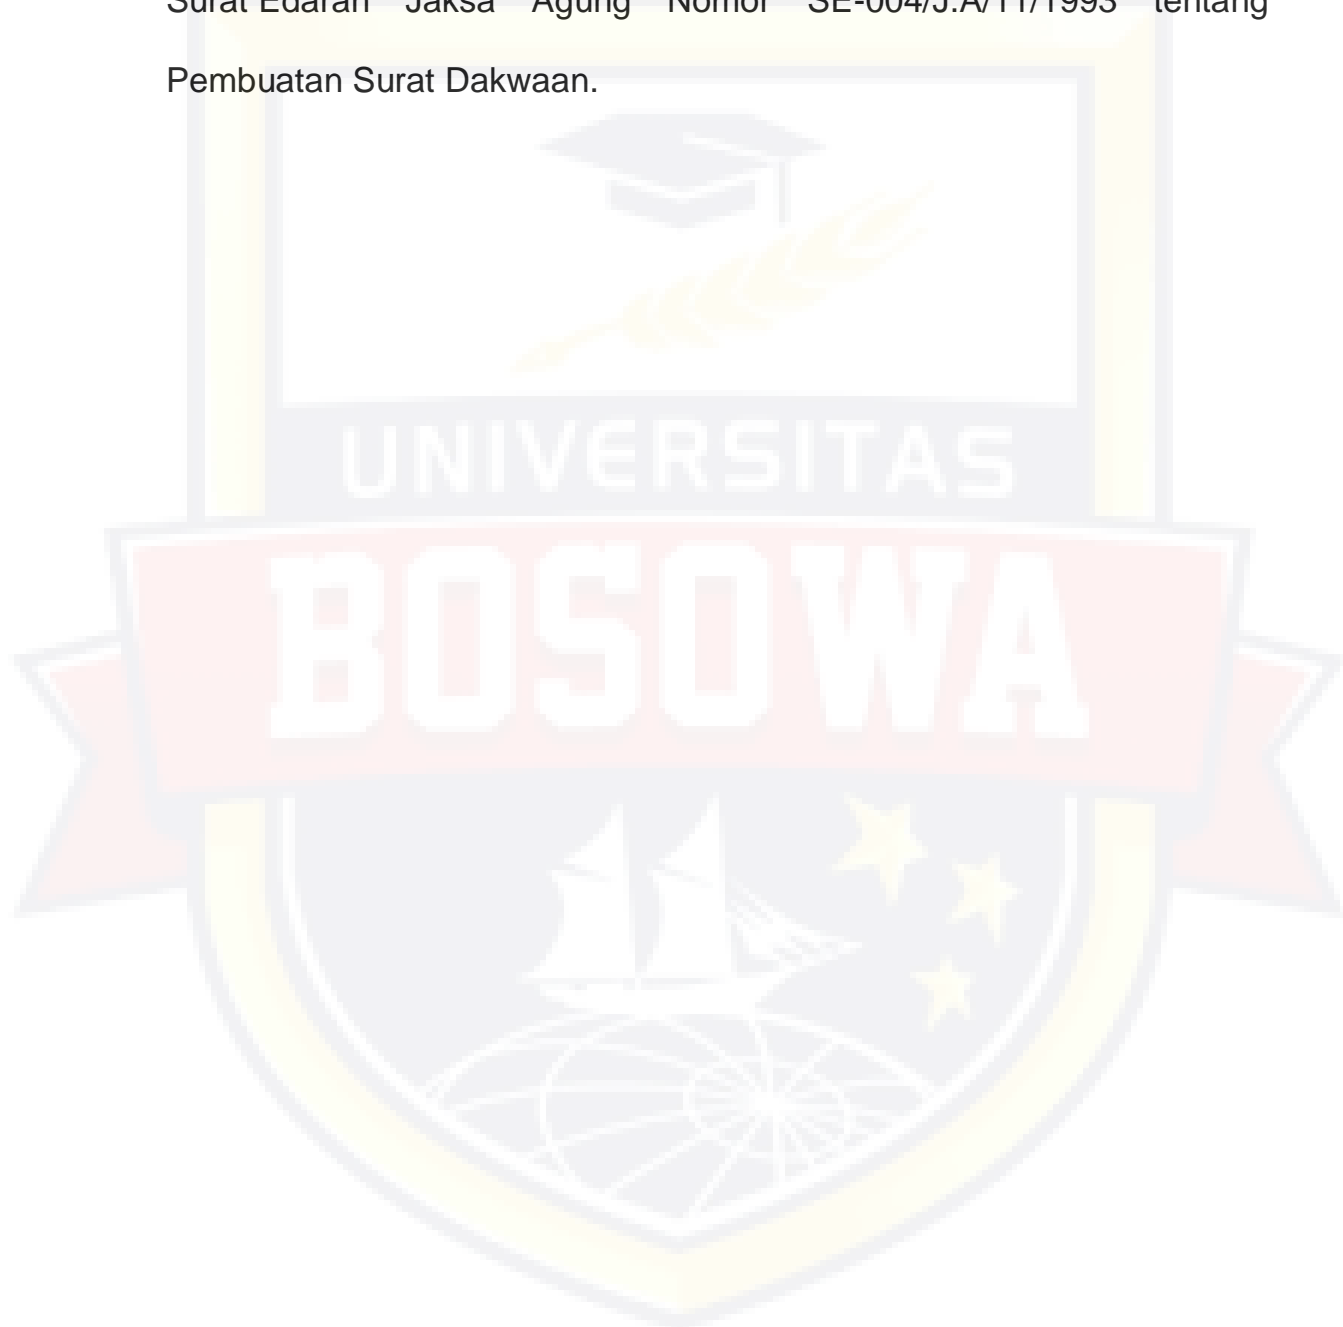 Surat Edaran Jaksa Agung Nomor SE-004/J.A/11/1993 tentang
Pembuatan Surat Dakwaan.
UNIVERSITAS
BOSOWA